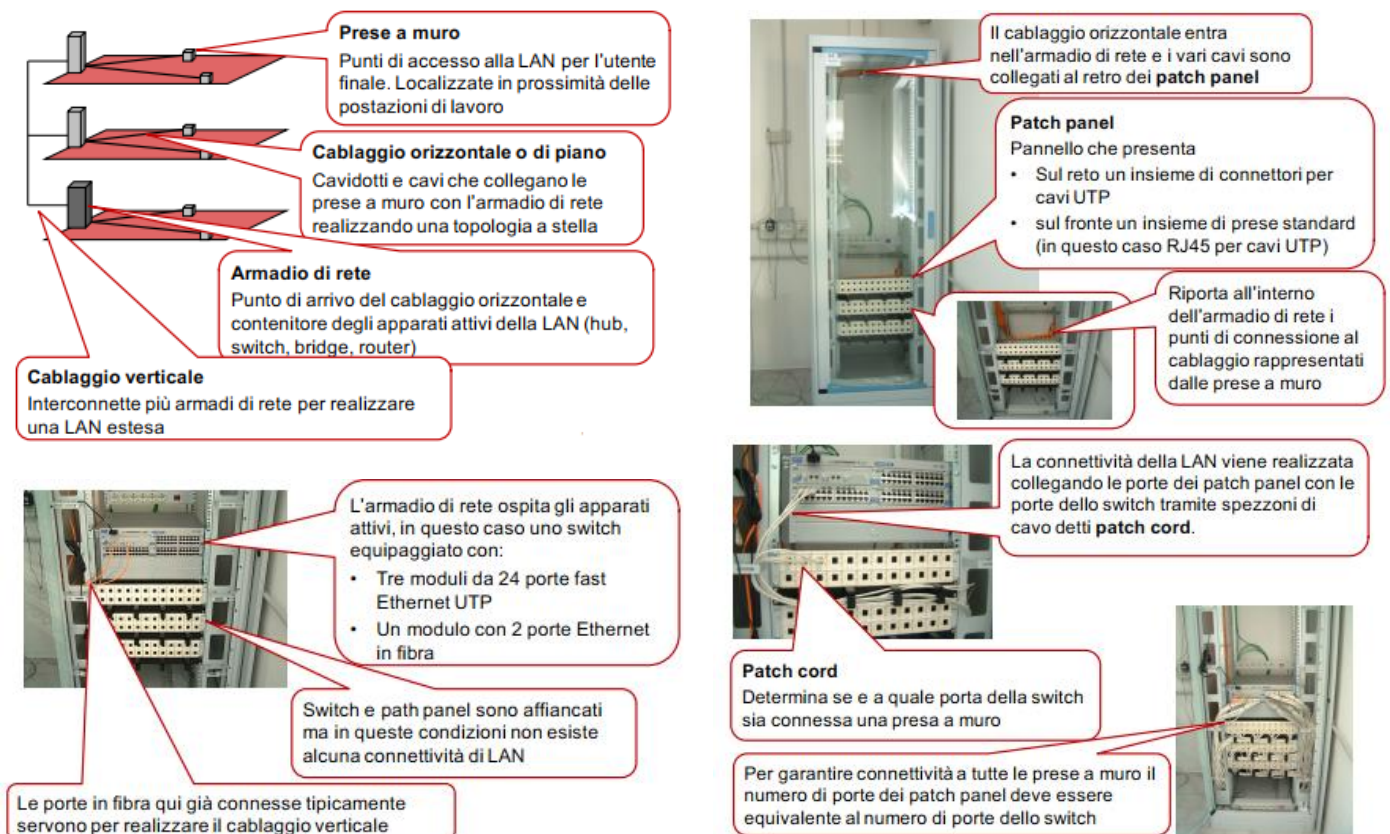 Prese a muro
Punti di accesso alla LAN per l'utente
finale. Localizzate in prossimità delle
postazioni di lavoro
Cablaggio orizzontale o di piano
Cavidotti e cavi che collegano le
prese a muro con l'armadio di rete
realizzando una topologia a stella
Armadio di rete
Punto di arrivo del cablaggio orizzontale e
contenitore degli apparati attivi della LAN (hub,
switch, bridge, router)
Cablaggio verticale
Interconnette più armadi di rete per realizzare
una LAN estesa
Il cablaggio orizzontale entra
nell'armadio di rete e i vari cavi sono
collegati al retro dei patch panel
Patch panel
Pannello che presenta
• Sul reto un insieme di connettori per
cavi UTP
• sul fronte un insieme di prese standard
(in questo caso RJ45 per cavi UTP)
Riporta all'interno
dell'armadio di rete i
punti di connessione al
cablaggio rappresentati
dalle prese a muro
L'armadio di rete ospita gli apparati
attivi, in questo caso uno switch
equipaggiato con:
• Tre moduli da 24 porte fast
Ethernet UTP
• Un modulo con 2 porte Ethernet
in fibra
Switch e path panel sono affiancati
ma in queste condizioni non esiste
alcuna connettività di LAN
Le porte in fibra qui già connesse tipicamente
servono per realizzare il cablaggio verticale
La connettività della LAN viene realizzata
collegando le porte dei patch panel con le
porte dello switch tramite spezzoni di
cavo detti patch cord.
Patch cord
Determina se e a quale porta della switch
sia connessa una presa a muro
Per garantire connettività a tutte le prese a muro il
numero di porte dei patch panel deve essere
equivalente al numero di porte dello switch